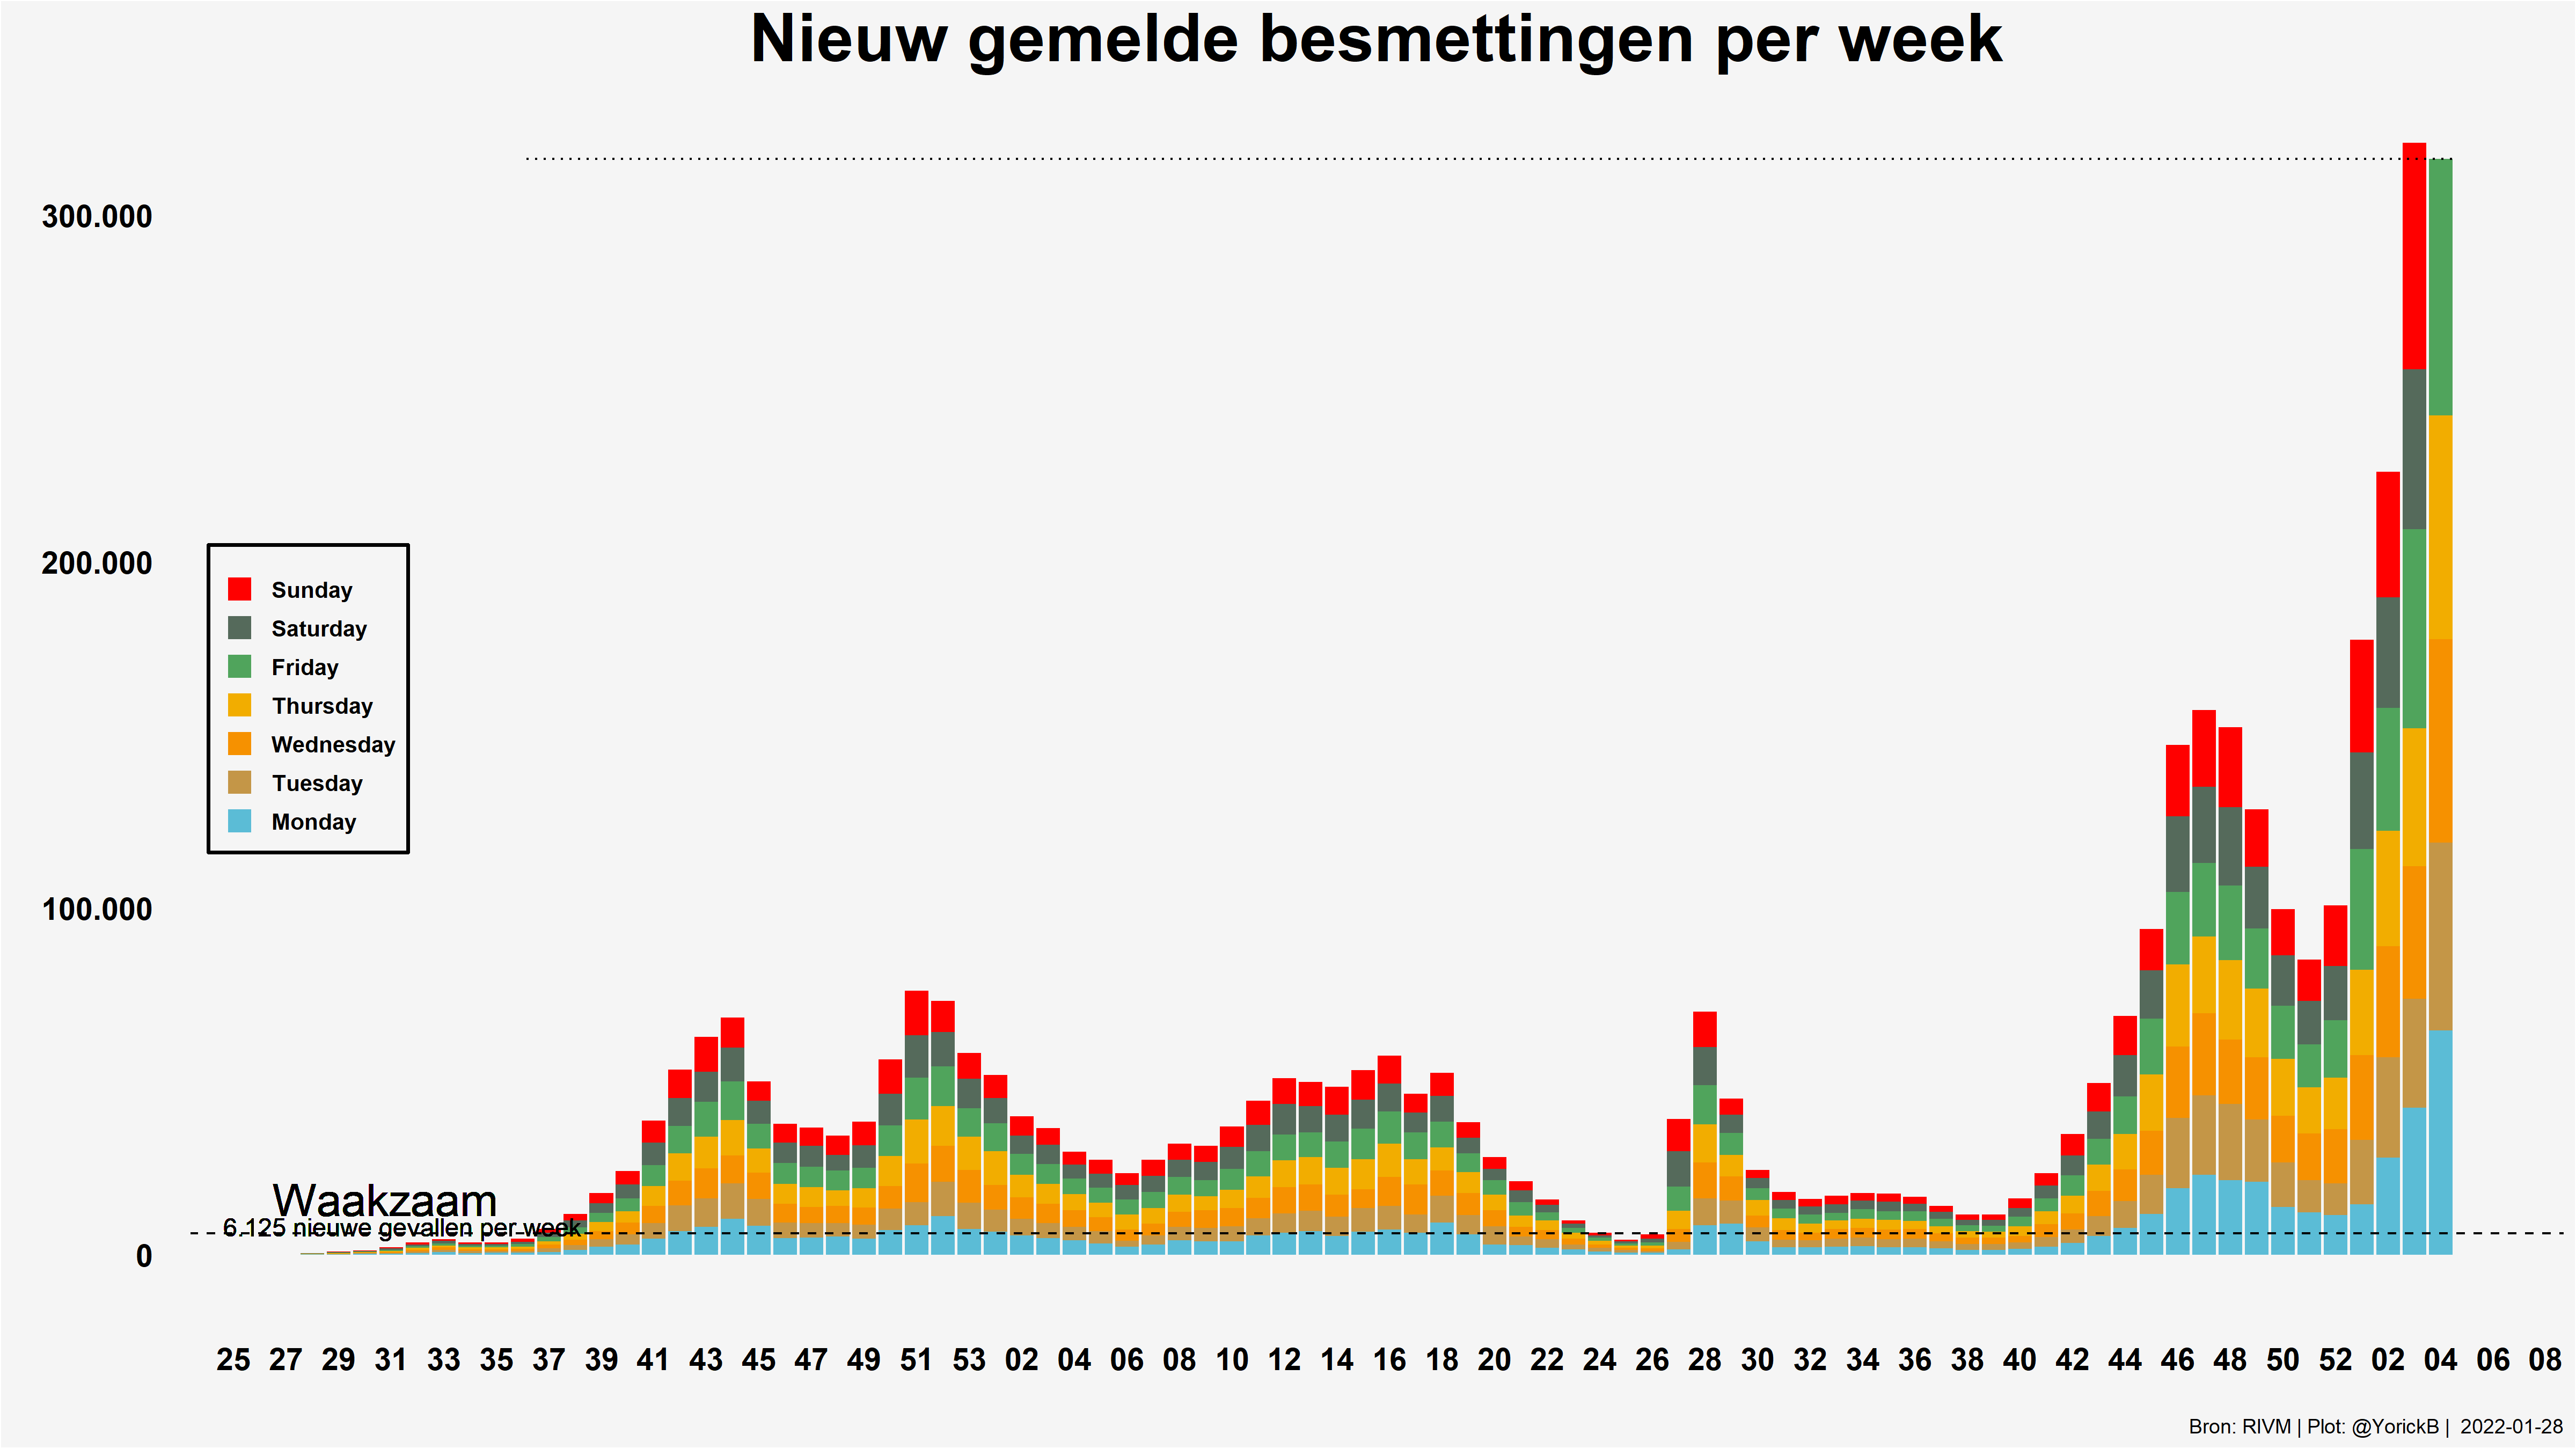 Nieuw gemelde besmettingen per week
300.000
200.000
100.000
0
Sunday
Saturday
Friday
Thursday
Wednesday
Tuesday
Monday
Waakzaam
6.125 nieuwe gevallen per week
25 27 29 31 33 35 37 39 41 43 45 47 49 51 53 02 04 06 08 10 12 14 16 18 20 22 24 26 28 30 32 34 36 38 40 42 44 46 48 50 52 02 04 06 08
Bron: RIVM | Plot: @YorickB | 2022-01-28